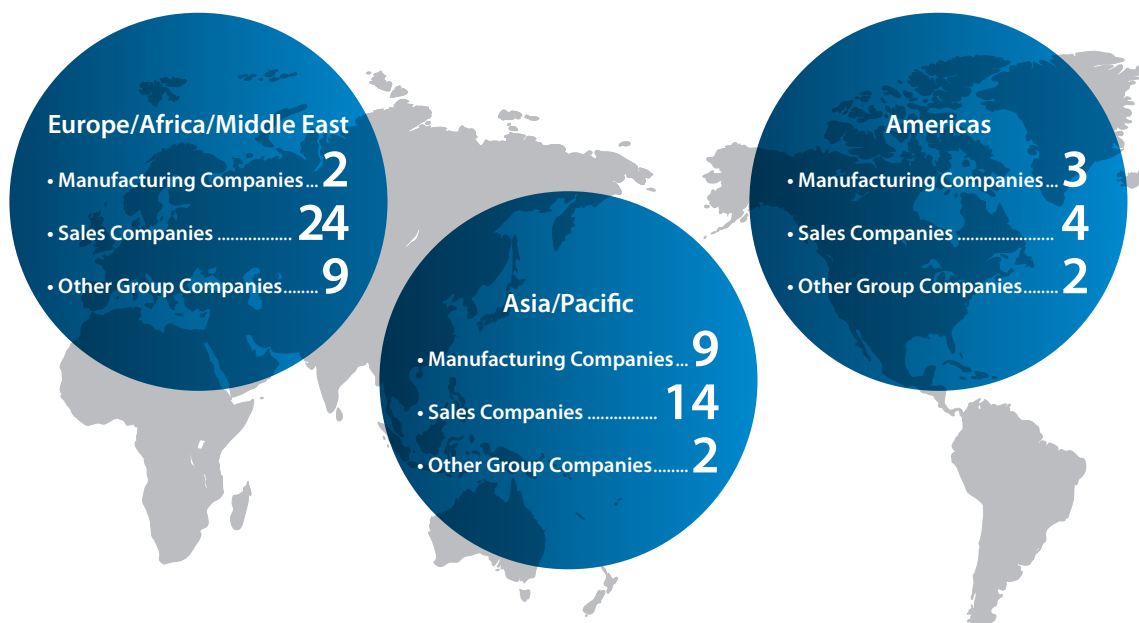 Europe/Africa/Middle East
• Manufacturing Companies... 2
• Sales Companies ................. 24
• Other Group Companies........ 9
Asia/Pacific
• Manufacturing Companies... 9
• Sales Companies ................ 14
• Other Group Companies........ 2
Americas
• Manufacturing Companies... 3
• Sales Companies ...................... 4
• Other Group Companies........ 2